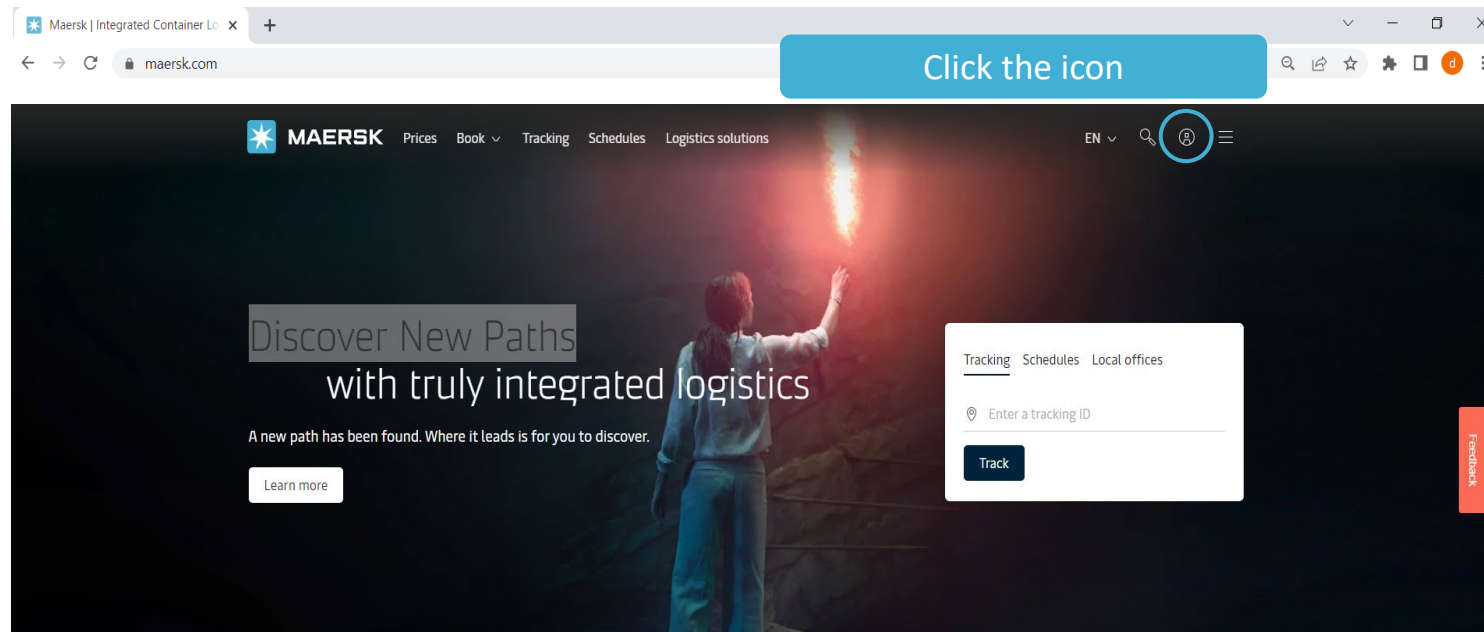 Maersk | Integrated Container Lo
maersk.com
Click the icon
d
MAERSK Prices Book Tracking Schedules Logistics solutions EN
Discover New Paths
with truly integrated logistics
A new path has been found. Where it leads is for you to discover.
Learn more
Tracking Schedules Local offices
Enter a tracking ID
Track
Feedback